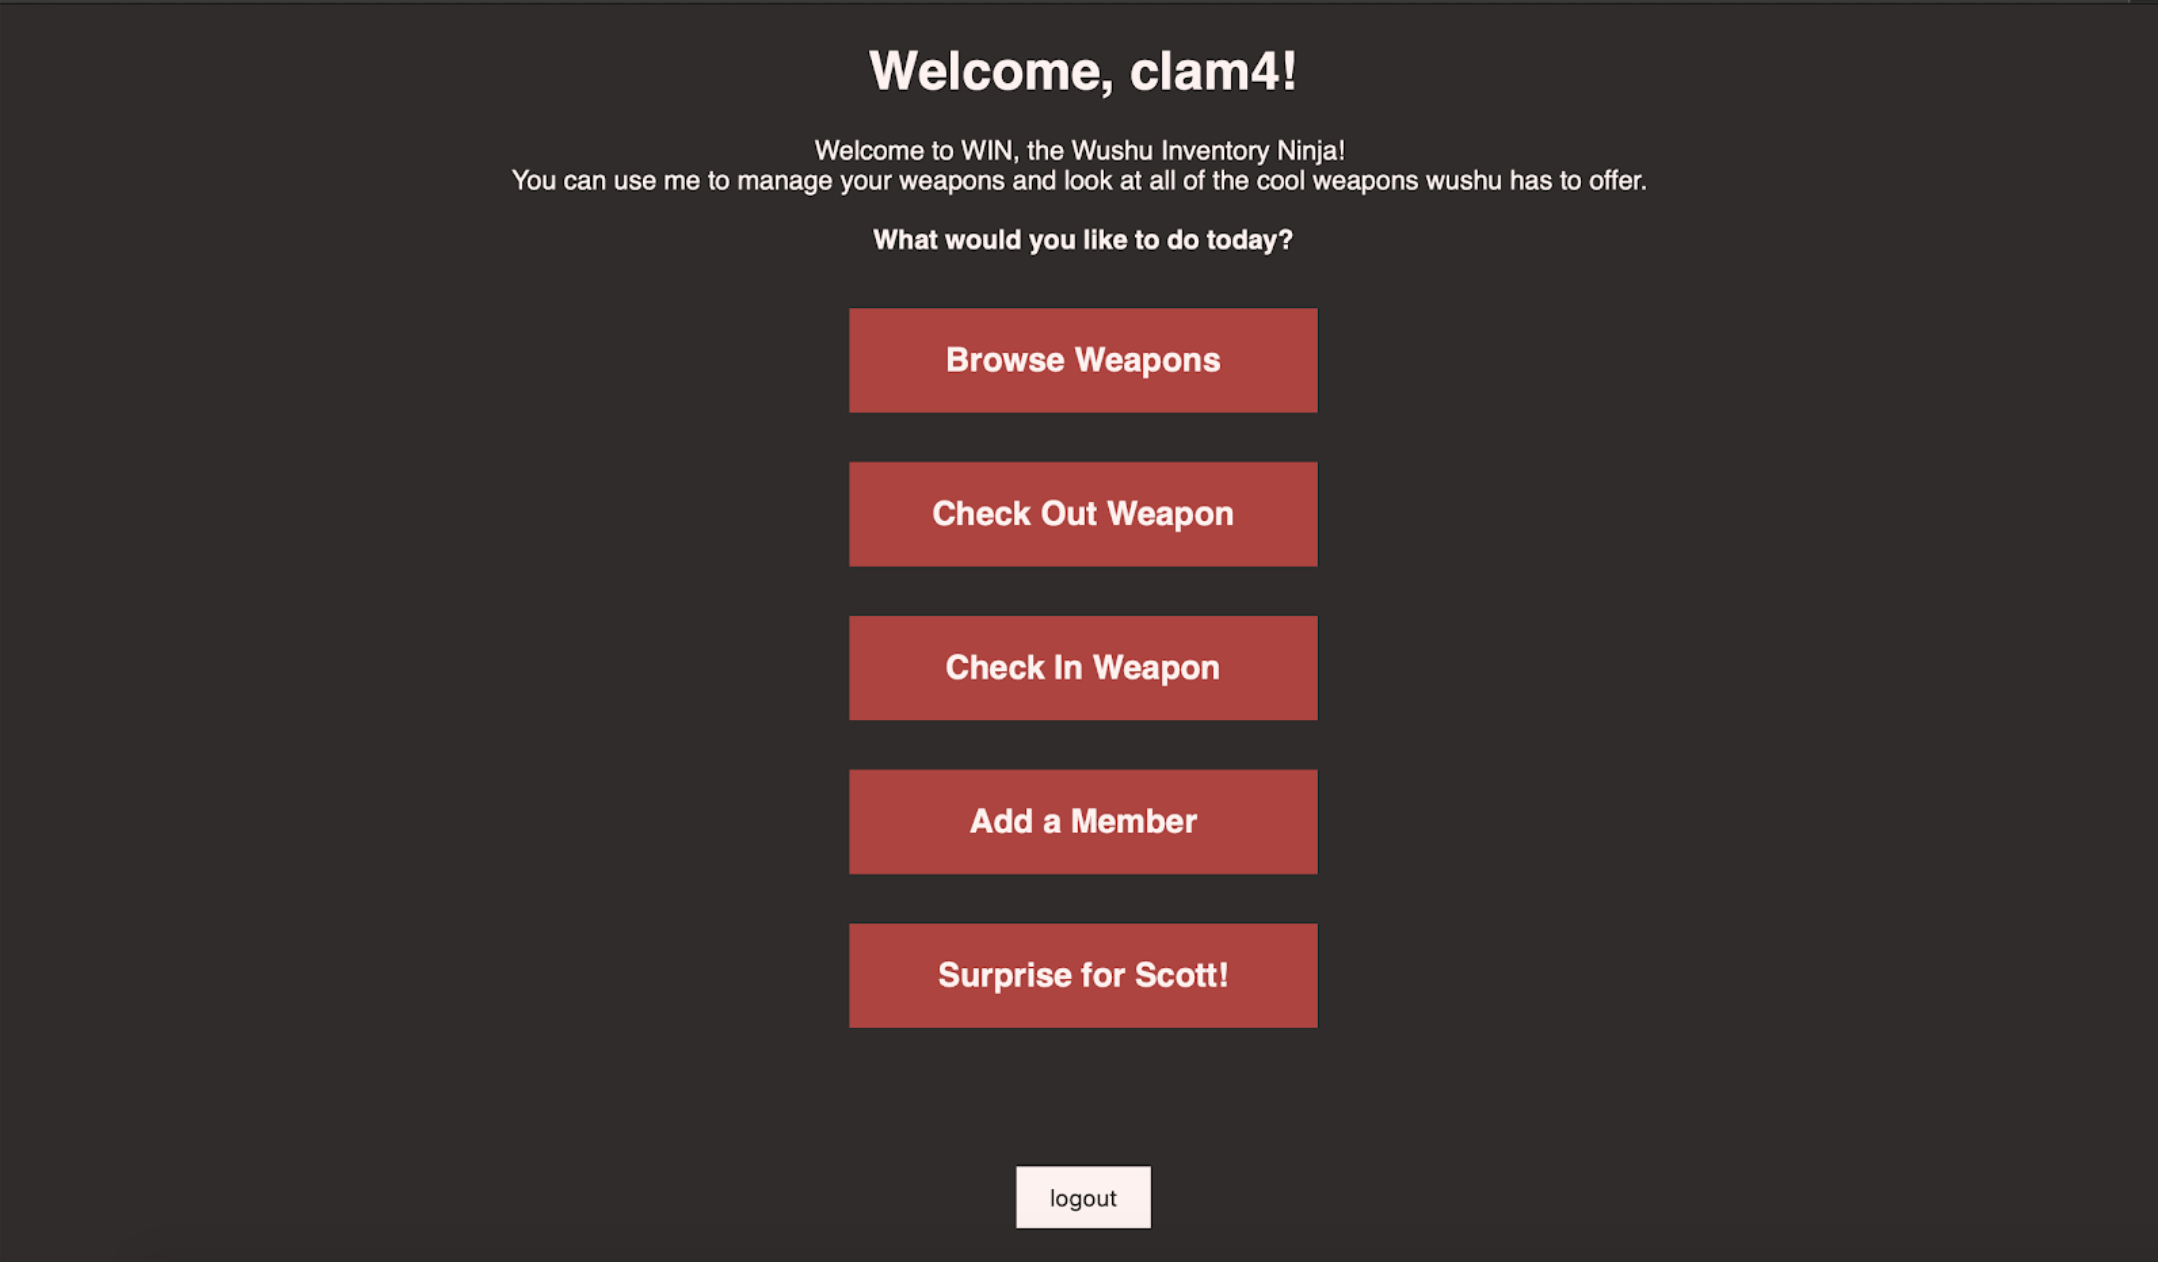 Welcome, clam4!
Welcome to WIN, the Wushu Inventory Ninja!
You can use me to manage your weapons and look at all of the cool weapons wushu has to offer.
What would you like to do today?
Browse Weapons
Check Out Weapon
Check In Weapon
Add a Member
Surprise for Scott!
logout